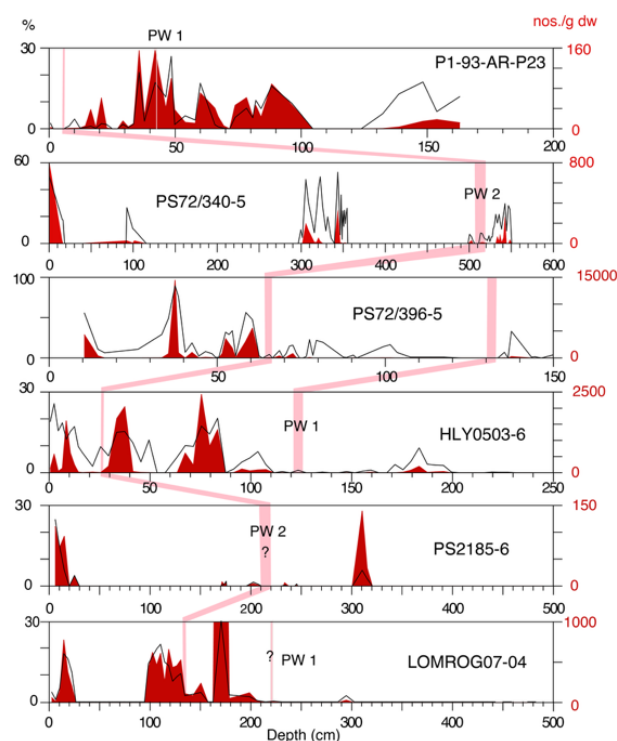 % PW 1 nos./g dw
30 160
P1-93-AR-P23
0 0
0 50 100 150 200
60 800
PS72/340-5 PW 2
0 0
0 100 200 300 400 500 600
100 15000
PS72/396-5
0 0
0 50 100 150
30 2500
PW 1 HLY0503-6
0 0
0 50 100 150 200 250
30 150
PW 2
? PS2185-6
0 0
0 100 200 300 400 500
30 1000
? PW 1 LOMROG07-04
0 0
0 100 200 300 400 500
Depth (cm)